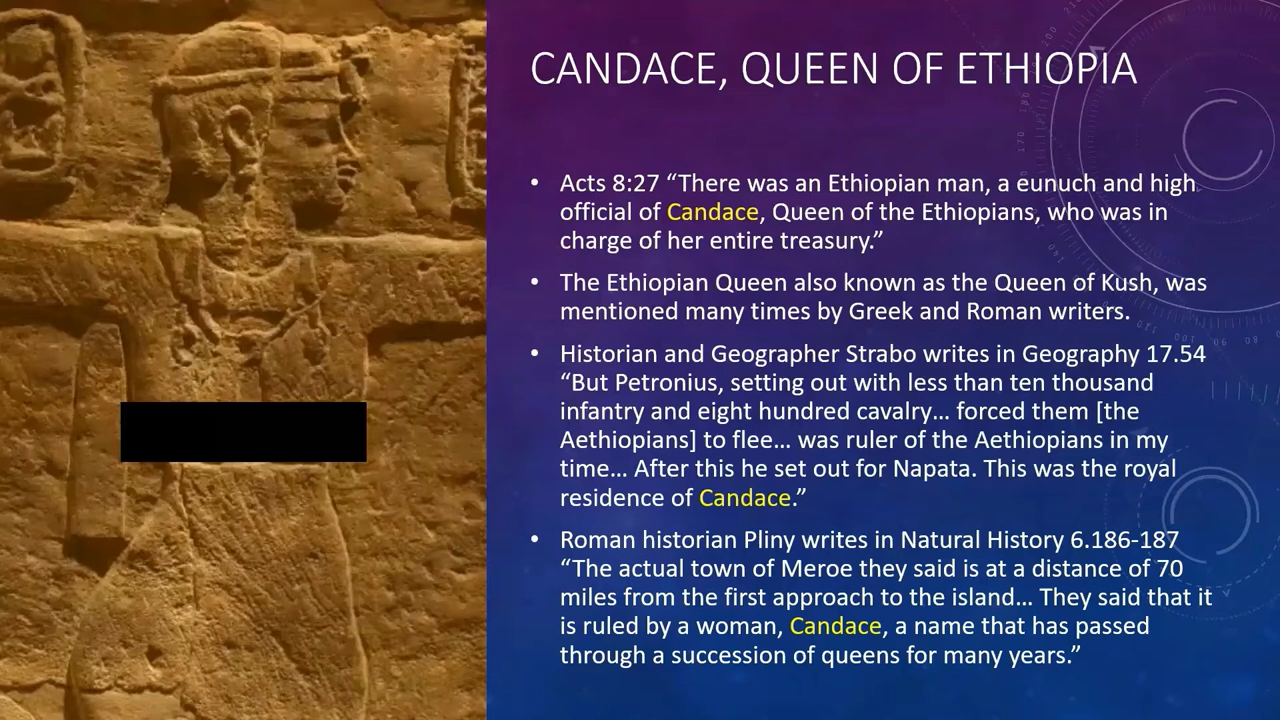 CANDACE, QUEEN OF ETHIOPIA
• Acts 8:27 “There was an Ethiopian man, a eunuch and high
official of Candace, Queen of the Ethiopians, who was in
charge of her entire treasury.”
• The Ethiopian Queen also known as the Queen of Kush, was
mentioned many times by Greek and Roman writers.
• Historian and Geographer Strabo writes in Geography 17.54
“But Petronius, setting out with less than ten thousand
infantry and eight hundred cavalry... forced them [the
Aethiopians] to flee... was ruler of the Aethiopians in my
time... After this he set out for Napata. This was the royal
residence of Candace.”
• Roman historian Pliny writes in Natural History 6.186-187
“The actual town of Meroe they said is at a distance of 70
miles from the first approach to the island... They said that it
is ruled by a woman, Candace, a name that has passed
through a succession of queens for many years.”